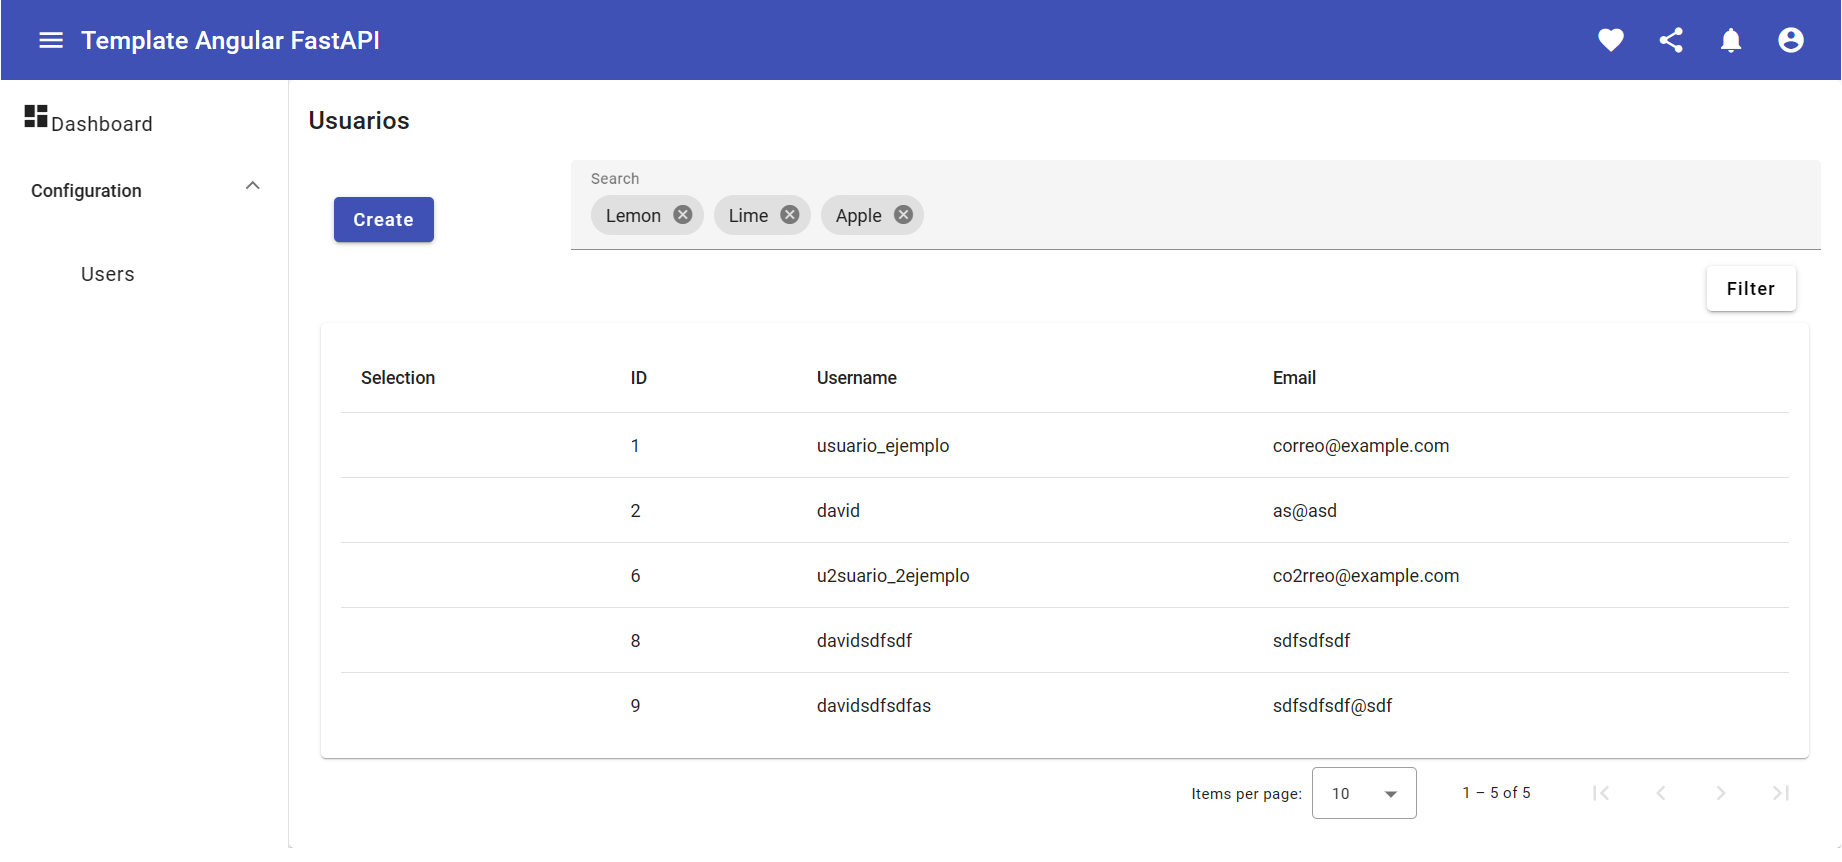 Template Angular FastAPI
Dashboard
Configuration
Users
Usuarios
Create
Search
Lemon Lime Apple
Filter
Selection ID Username Email
1 usuario_ejemplo correo@example.com
2 david as@asd
6 u2suario_2ejemplo co2rreo@example.com
8 davidsdfsdf sdfsdfsdf
9 davidsdfsdfas sdfsdfsdf@sdf
Items per page: 10 1 – 5 of 5